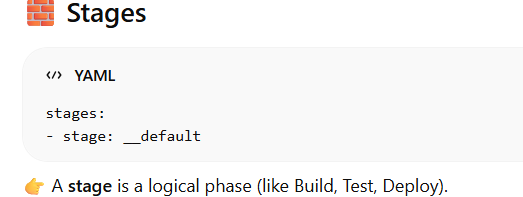 🧱 Stages
</> YAML
stages:
- stage: __default
👉 A stage is a logical phase (like Build, Test, Deploy).